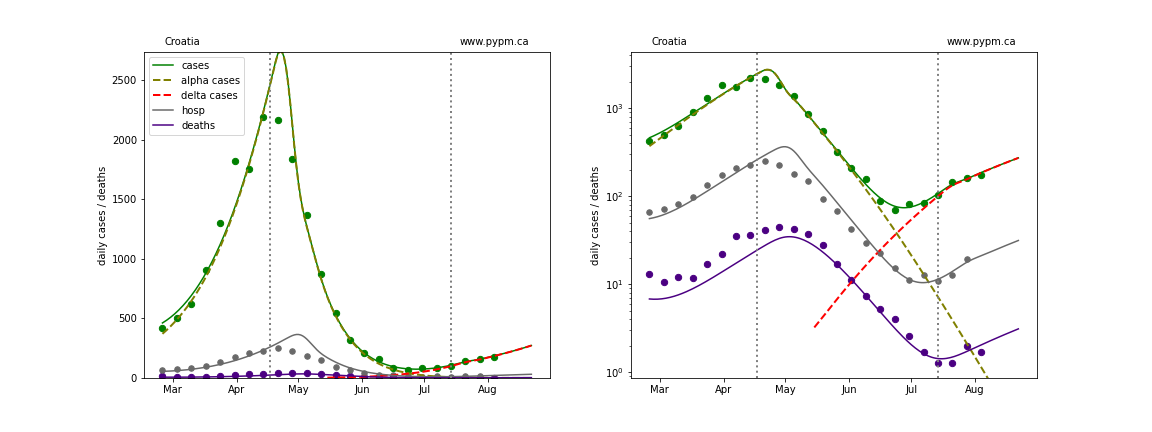 Croatia www.pypm.ca
cases
alpha cases
delta cases
hosp
deaths
daily cases / deaths
2500
2000
1500
1000
500
0
Mar Apr May Jun Jul Aug
Croatia www.pypm.ca
daily cases / deaths
10³
10²
10¹
10⁰
Mar Apr May Jun Jul Aug